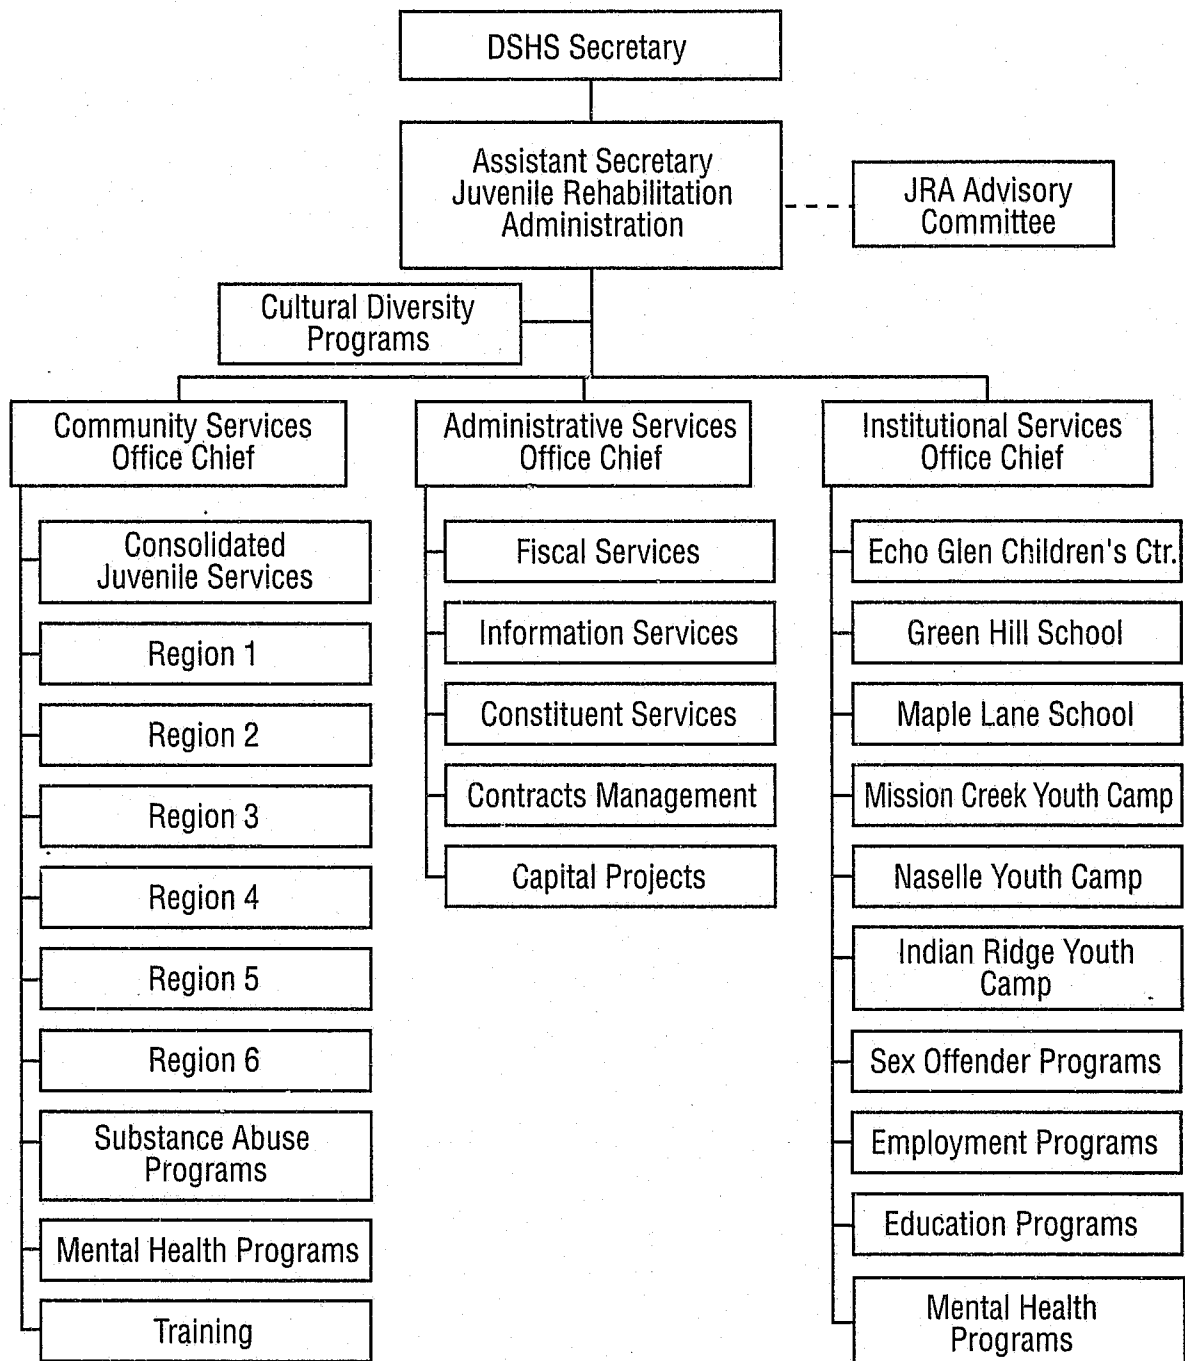 DSHS Secretary
Assistant Secretary
Juvenile Rehabilitation
Administration
JRA Advisory
Committee
Cultural Diversity
Programs
Community Services
Office Chief
Consolidated
Juvenile Services
Region 1
Region 2
Region 3
Region 4
Region 5
Region 6
Substance Abuse
Programs
Mental Health Programs
Training
Administrative Services
Office Chief
Fiscal Services
Information Services
Constituent Services
Contracts Management
Capital Projects
Institutional Services
Office Chief
Echo Glen Children's Ctr.
Green Hill School
Maple Lane School
Mission Creek Youth Camp
Naselle Youth Camp
Indian Ridge Youth
Camp
Sex Offender Programs
Employment Programs
Education Programs
Mental Health
Programs